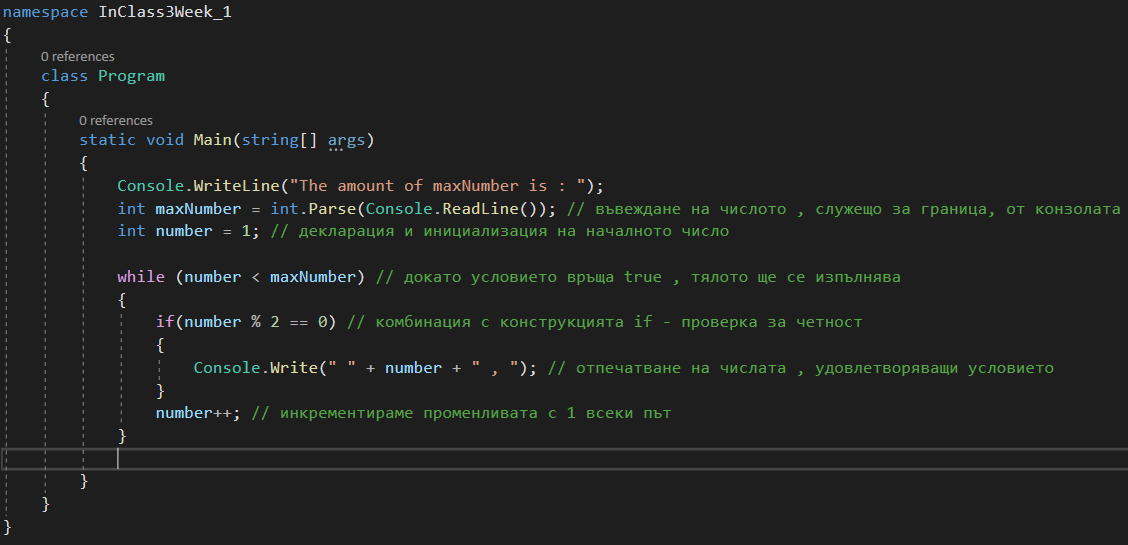 namespace InClass3Week_1
{
0 references
class Program
{
0 references
static void Main(string[] args)
{
Console.WriteLine("The amount of maxNumber is : ");
int maxNumber = int.Parse(Console.ReadLine()); // въвеждане на числото , служещо за граница, от конзолата
int number = 1; // декларация и инициализация на началното число
while (number < maxNumber) // докато условието връща true , тялото ще се изпълнява
{
if(number % 2 == 0) // комбинация с конструкцията if - проверка за четност
{
Console.Write(" " + number + " , "); // отпечатване на числата , удовлетворяващи условието
}
number++; // инкрементираме променливата с 1 всеки път
}
}
}
}